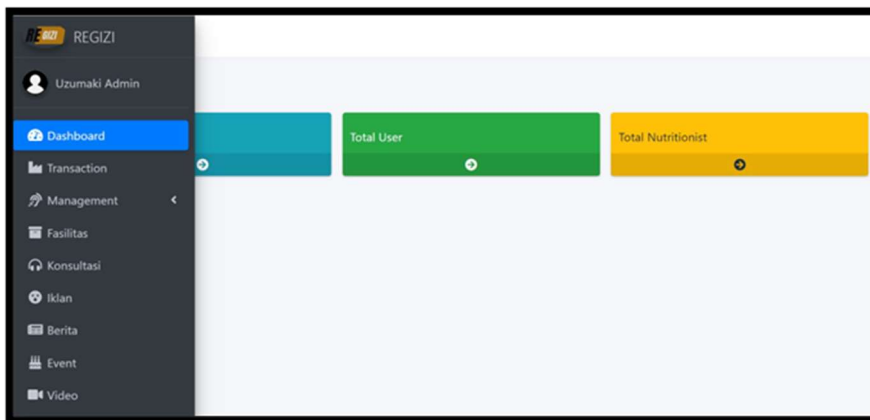 REGIZI REGIZI
Uzumaki Admin
Dashboard
Transaction
Management
Fasilitas
Konsultasi
Iklan
Berita
Event
Video
Total User
Total Nutritionist